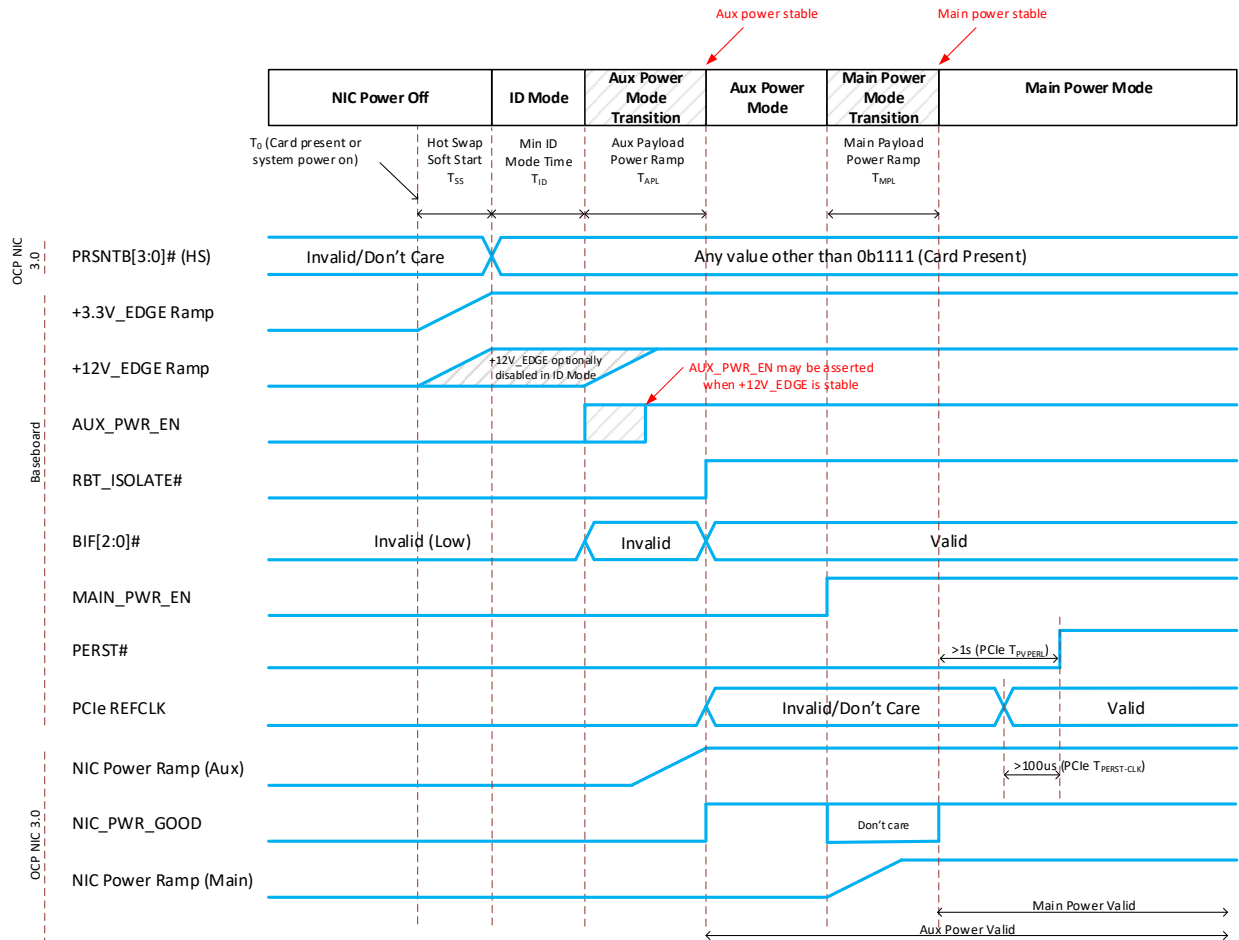 Aux power stable
Main power stable
NIC Power Off
ID Mode
Aux Power
Mode
Transition
Aux Power
Mode
Main Power
Mode
Transition
Main Power Mode
T0 (Card present or
system power on)
Hot Swap
Soft Start
TSS
Min ID
Mode Time
TID
Aux Payload
Power Ramp
TAPL
Main Payload
Power Ramp
TMPL
OCP NIC
3.0
PRSNTB[3:0]# (HS)
Invalid/Don't Care
Any value other than 0b1111 (Card Present)
Baseboard
+3.3V_EDGE Ramp
+12V_EDGE Ramp
+12V_EDGE optionally
disabled in ID Mode
AUX_PWR_EN may be asserted
when +12V_EDGE is stable
AUX_PWR_EN
RBT_ISOLATE#
BIF[2:0]#
Invalid (Low)
Invalid
Valid
MAIN_PWR_EN
PERST#
>1s (PCIe TPVPERL)
PCIe REFCLK
Invalid/Don't Care
Valid
OCP NIC 3.0
NIC Power Ramp (Aux)
>100us (PCIe TPERST-CLK)
NIC_PWR_GOOD
Don't care
NIC Power Ramp (Main)
Main Power Valid
Aux Power Valid